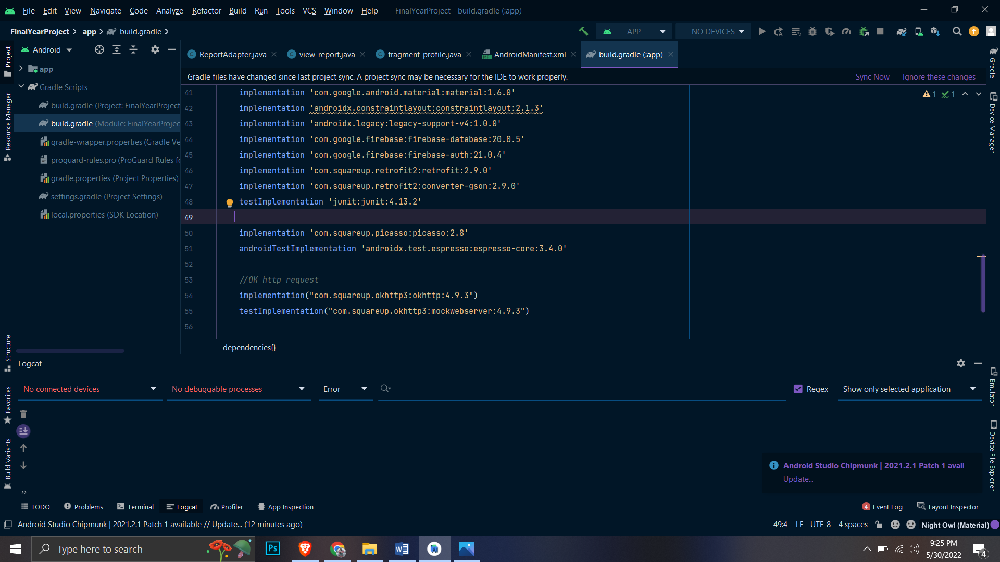 File Edit View Navigate Code Analyze Refactor Build Run Tools VCS Window Help FinalYearProject - build.gradle (:app)
FinalYearProject app build.gradle APP NO DEVICES
Android
ReportAdapter.java view_report.java fragment_profile.java AndroidManifest.xml build.gradle (:app)
Gradle files have changed since last project sync. A project sync may be necessary for the IDE to work properly. Sync Now Ignore these changes
app
Gradle Scripts
build.gradle (Project: FinalYearProject
build.gradle (Module: FinalYearProjec
gradle-wrapper.properties (Gradle Ve
proguard-rules.pro (ProGuard Rules fo
gradle.properties (Project Properties)
settings.gradle (Project Settings)
local.properties (SDK Location)
41 implementation 'com.google.android.material:material:1.6.0'
42 implementation 'androidx.constraintlayout:constraintlayout:2.1.3'
43 implementation 'androidx.legacy:legacy-support-v4:1.0.0'
44 implementation 'com.google.firebase:firebase-database:20.0.5'
45 implementation 'com.google.firebase:firebase-auth:21.0.4'
46 implementation 'com.squareup.retrofit2:retrofit:2.9.0'
47 implementation 'com.squareup.retrofit2:converter-gson:2.9.0'
48 testImplementation 'junit:junit:4.13.2'
49
50 implementation 'com.squareup.picasso:picasso:2.8'
51 androidTestImplementation 'androidx.test.espresso:espresso-core:3.4.0'
52
53 //OK http request
54 implementation("com.squareup.okhttp3:okhttp:4.9.3")
55 testImplementation("com.squareup.okhttp3:mockwebserver:4.9.3")
56
1 1
dependencies{}
Project
Resource Manager
Structure
Favorites
Build Variants
Gradle
Device Manager
Emulator
Device File Explorer
Logcat
No connected devices No debuggable processes Error Regex Show only selected application
Android Studio Chipmunk | 2021.2.1 Patch 1 avail
Update...
TODO Problems Terminal Logcat Profiler App Inspection 4 Event Log Layout Inspector
Android Studio Chipmunk | 2021.2.1 Patch 1 available // Update... (12 minutes ago) 49:4 LF UTF-8 4 spaces Night Owl (Material)
Type here to search Ps
9:25 PM
5/30/2022
4